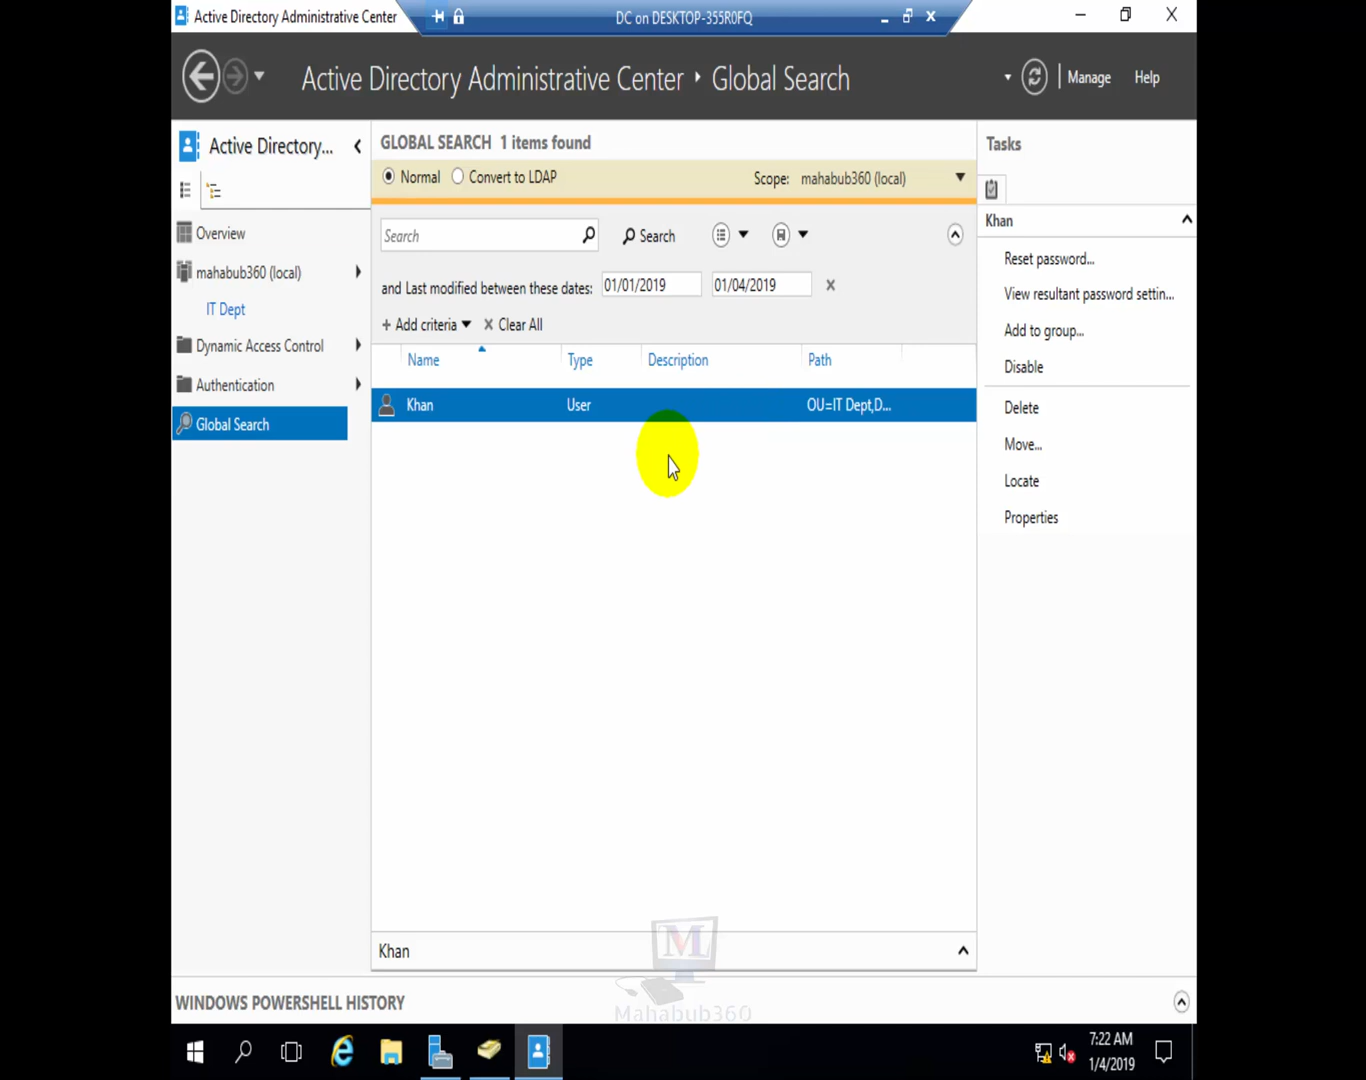 Active Directory Administrative Center
DC on DESKTOP-355R0FQ
Active Directory Administrative Center ‣ Global Search
Manage
Help
Active Directory...
GLOBAL SEARCH 1 items found
Tasks
Normal
Convert to LDAP
Scope: mahabub360 (local)
Khan
Overview
Search
Search
Reset password...
mahabub360 (local)
and Last modified between these dates: 01/01/2019 01/04/2019
View resultant password settin...
IT Dept
+ Add criteria
Clear All
Add to group...
Dynamic Access Control
Name Type Description Path
Disable
Authentication
Khan User OU=IT Dept,D...
Delete
Global Search
Move...
Locate
Properties
Khan
M
Mahabub360
WINDOWS POWERSHELL HISTORY
7:22 AM
1/4/2019